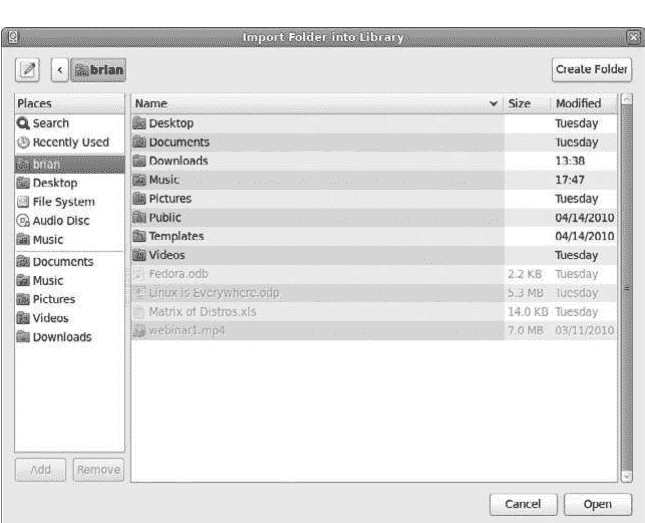 Import Folder into Library
brian
Create Folder
Places
Name Size Modified
Search
Recently Used
brian
Desktop
File System
Audio Disc
Music
Documents
Music
Pictures
Videos
Downloads
Desktop Tuesday
Documents Tuesday
Downloads 13:38
Music 17:47
Pictures Tuesday
Public 04/14/2010
Templates 04/14/2010
Videos Tuesday
Fedora.odb 2.2 KB Tuesday
Linux is Everywhere.odp 5.3 MB Tuesday
Matrix of Distros.xls 14.0 KB Tuesday
webinar1.mp4 7.0 MB 03/11/2010
Add Remove
Cancel Open